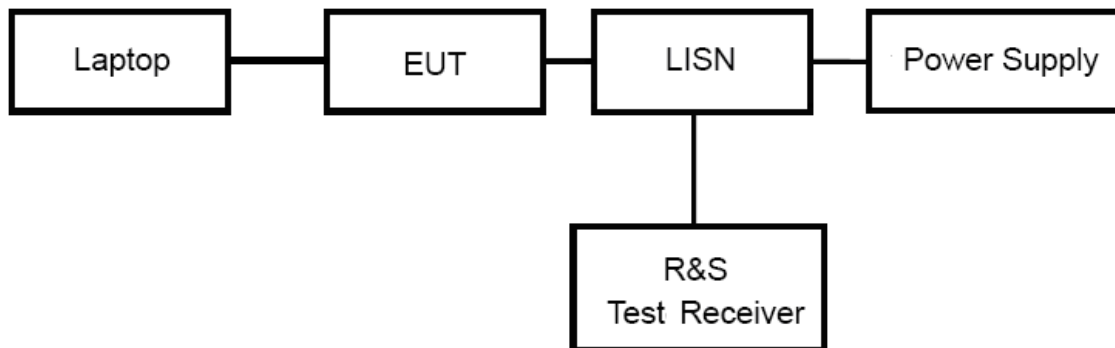 Laptop
EUT
LISN
Power Supply
R&S
Test Receiver